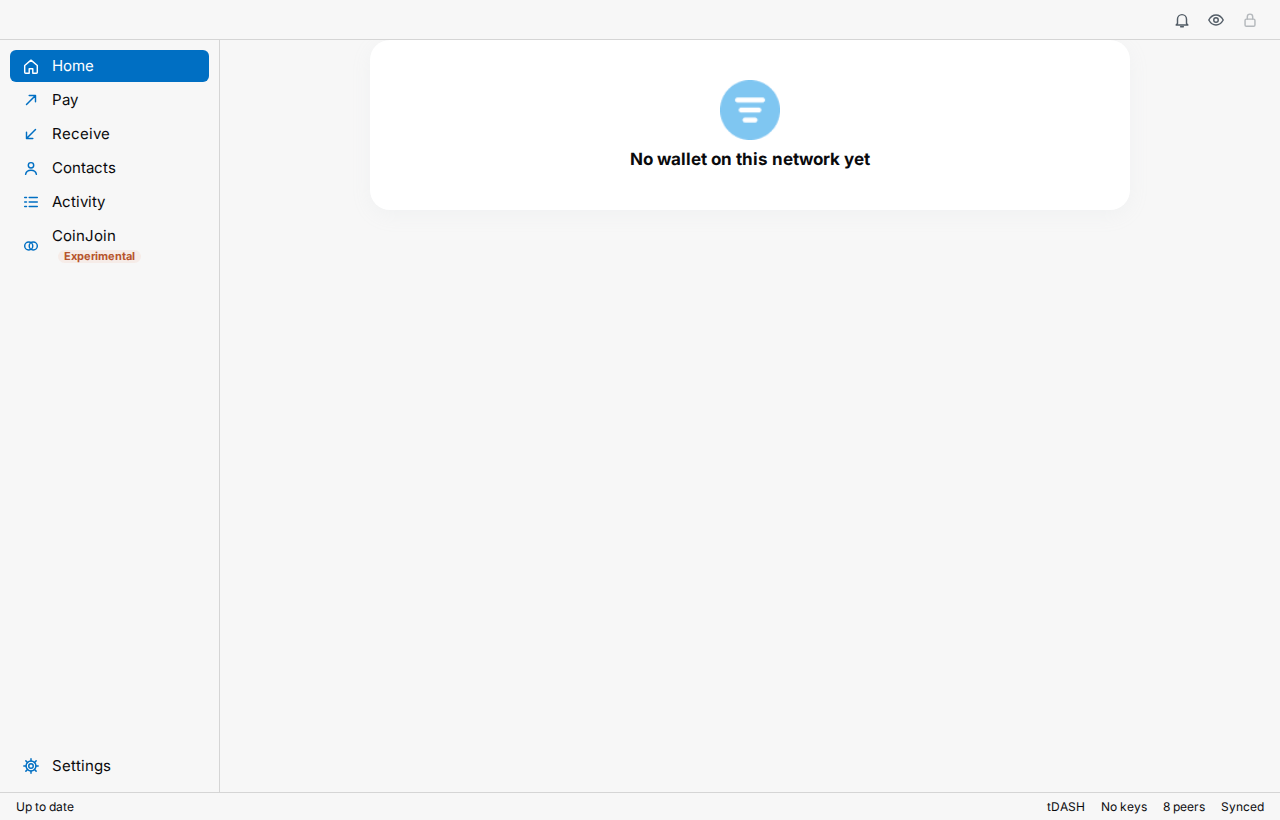 Home
Pay
Receive
Contacts
Activity
CoinJoin
Experimental
No wallet on this network yet
Settings
Up to date
tDASH No keys 8 peers Synced